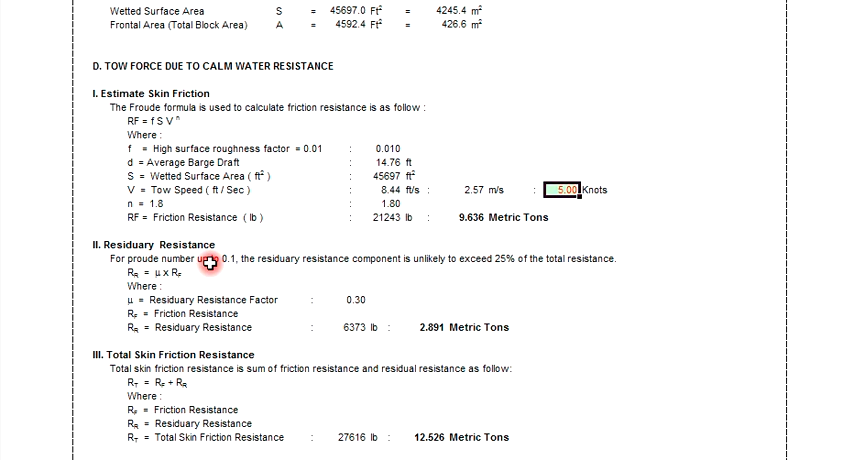 Wetted Surface Area S = 45697.0 Ft² = 4245.4 m²
Frontal Area (Total Block Area) A = 4592.4 Ft² = 426.6 m²
D. TOW FORCE DUE TO CALM WATER RESISTANCE
I. Estimate Skin Friction
The Froude formula is used to calculate friction resistance is as follow :
RF = f S V ⁿ
Where :
f = High surface roughness factor = 0.01 : 0.010
d = Average Barge Draft : 14.76 ft
S = Wetted Surface Area ( ft² ) : 45697 ft²
V = Tow Speed ( ft / Sec ) : 8.44 ft/s : 2.57 m/s : 5.00 Knots
n = 1.8 : 1.80
RF = Friction Resistance ( lb ) : 21243 lb : 9.636 Metric Tons
II. Residuary Resistance
For proude number 0.1, the residuary resistance component is unlikely to exceed 25% of the total resistance.
R_R = µ x R_F
Where :
µ = Residuary Resistance Factor : 0.30
R_F = Friction Resistance
R_R = Residuary Resistance : 6373 lb : 2.891 Metric Tons
III. Total Skin Friction Resistance
Total skin friction resistance is sum of friction resistance and residual resistance as follow:
R_T = R_F + R_R
Where :
R_F = Friction Resistance
R_R = Residuary Resistance
R_T = Total Skin Friction Resistance : 27616 lb : 12.526 Metric Tons